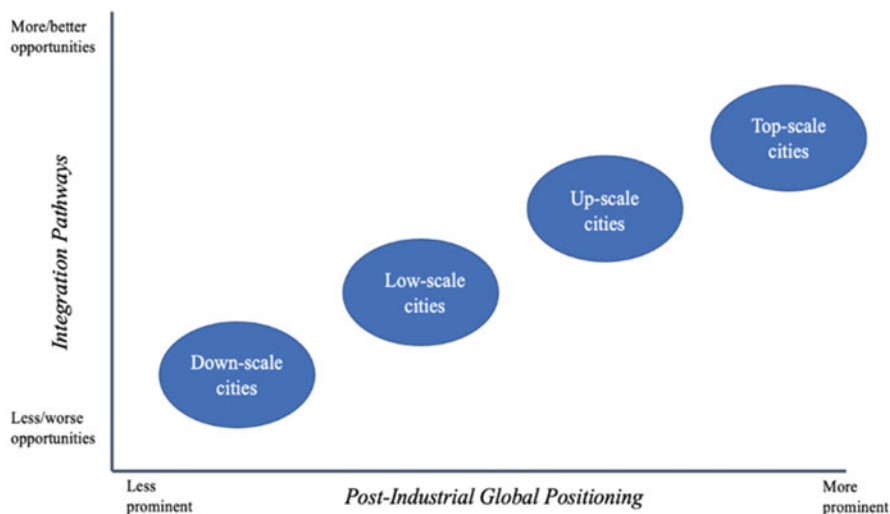 More/better
opportunities
Integration Pathways
Top-scale
cities
Up-scale
cities
Low-scale
cities
Down-scale
cities
Less/worse
opportunities
Less
prominent
Post-Industrial Global Positioning
More
prominent